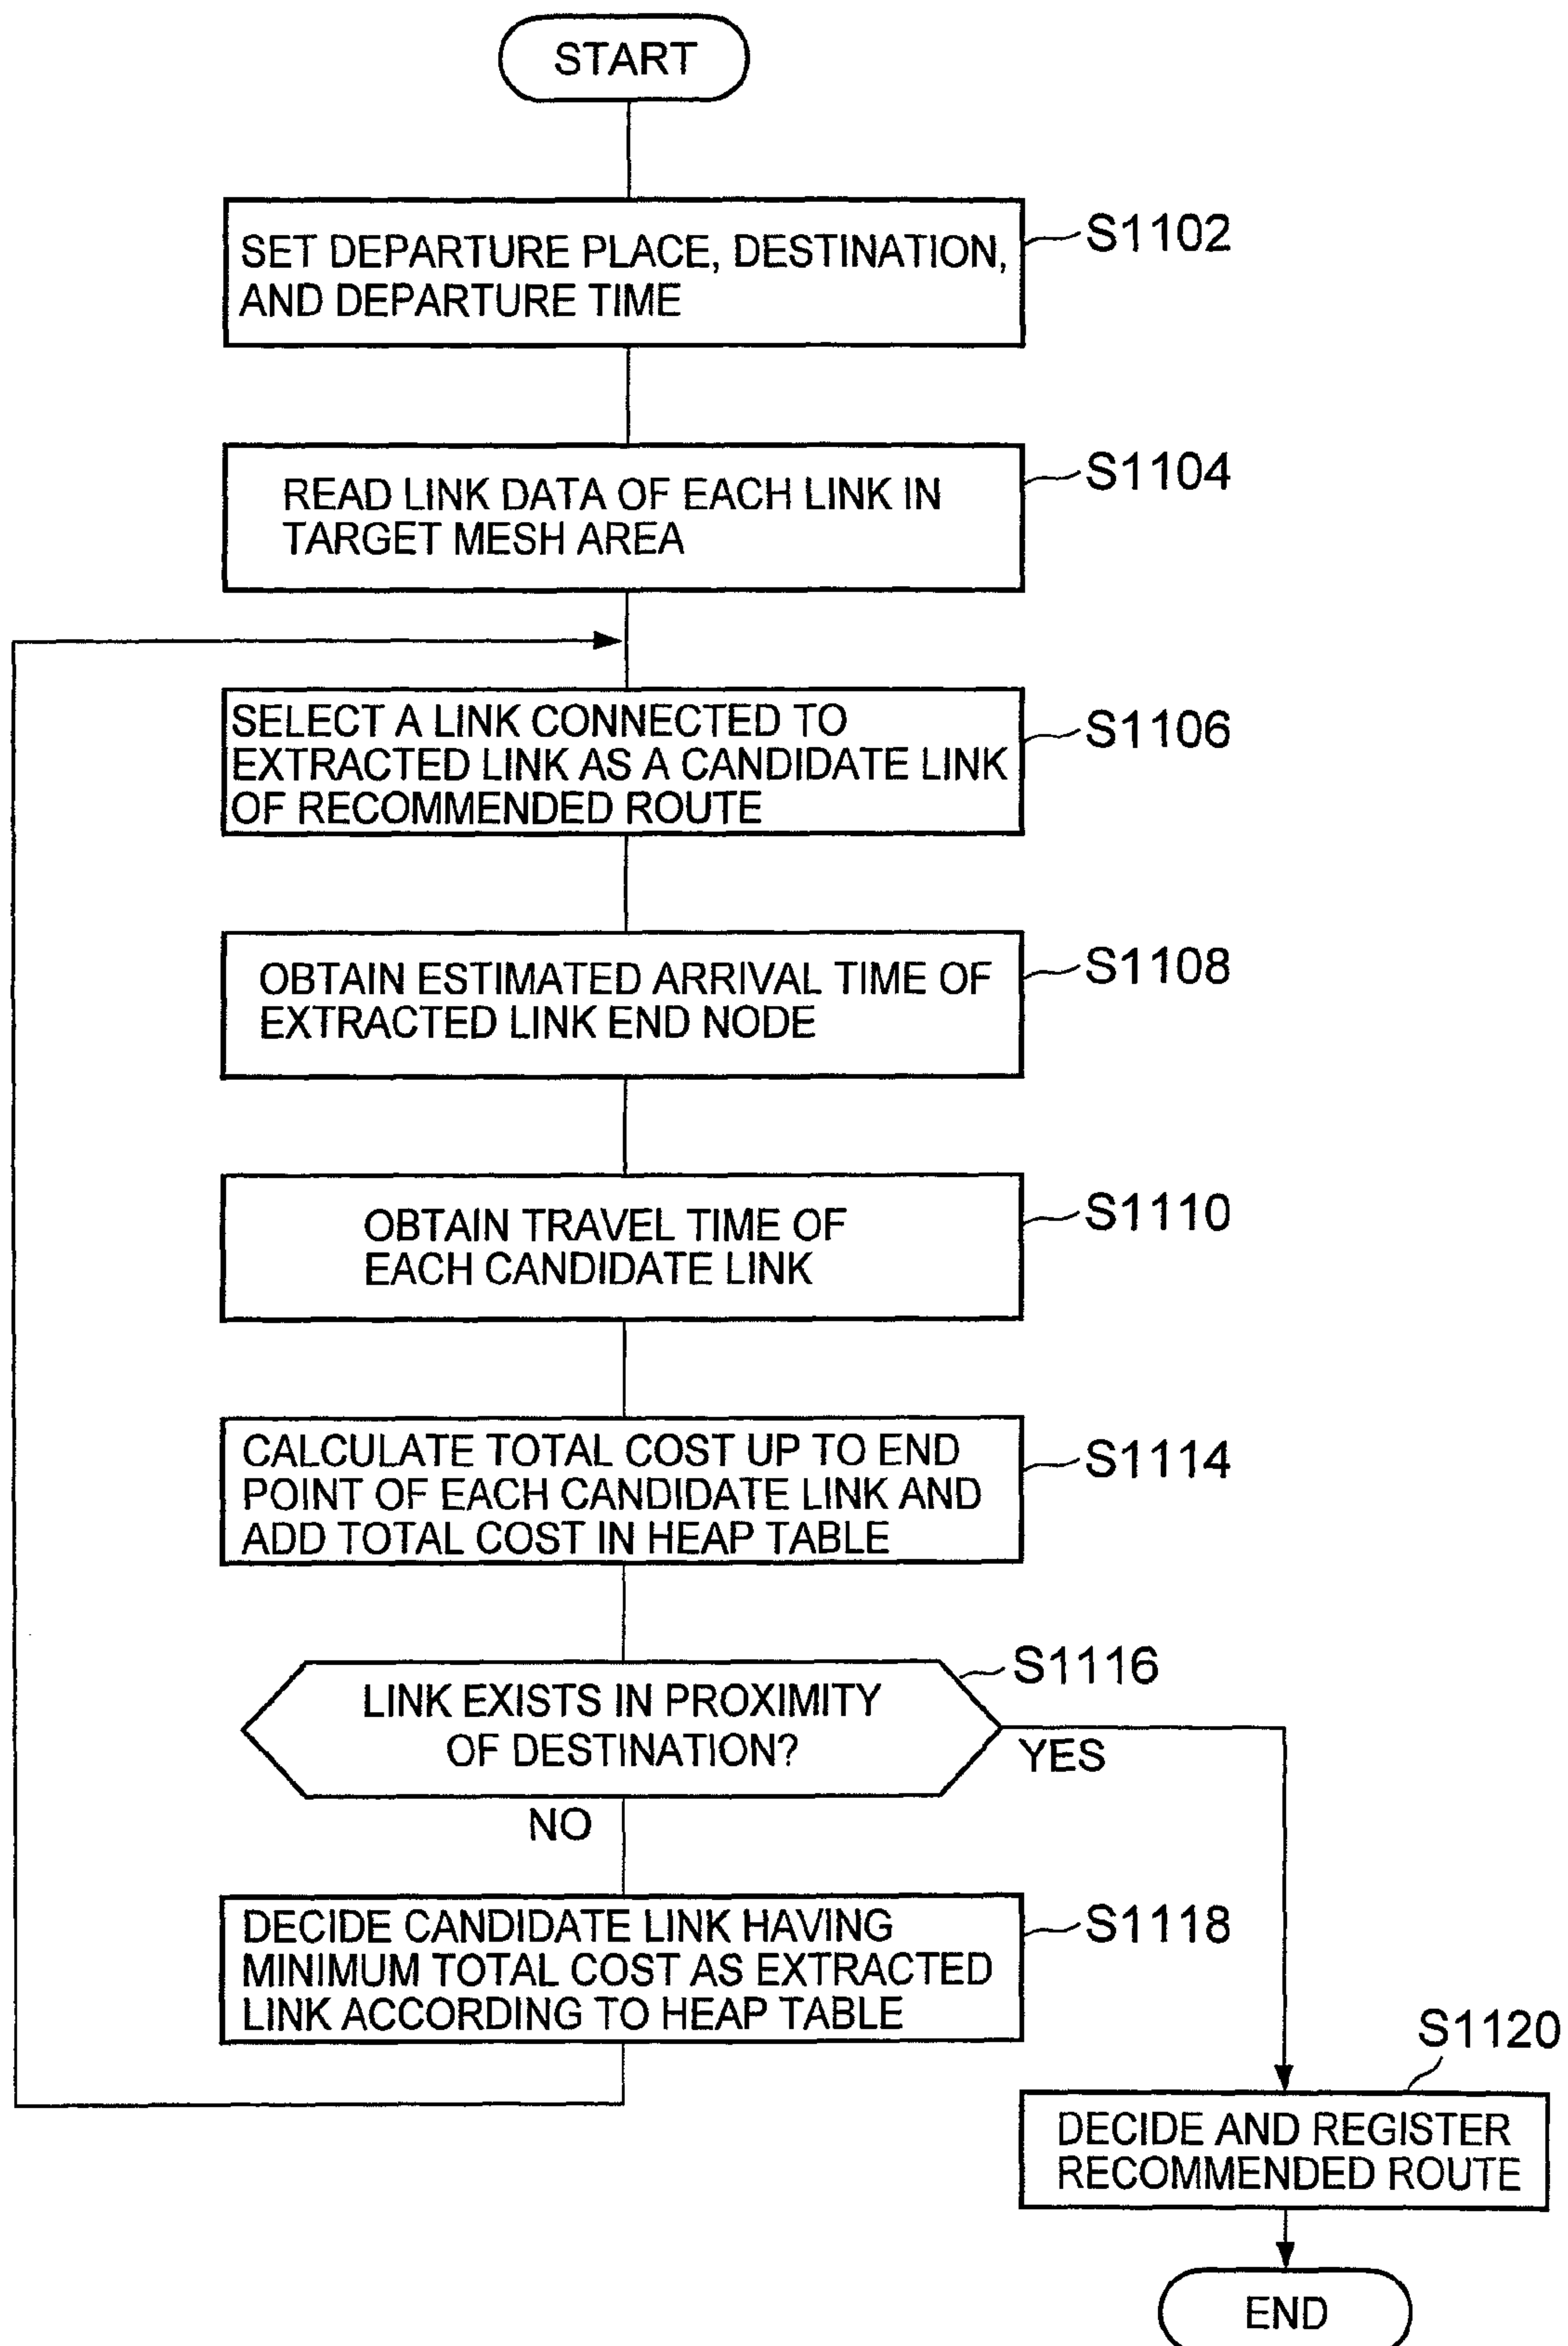 START
SET DEPARTURE PLACE, DESTINATION,
AND DEPARTURE TIME
S1102
READ LINK DATA OF EACH LINK IN
TARGET MESH AREA
S1104
SELECT A LINK CONNECTED TO
EXTRACTED LINK AS A CANDIDATE LINK
OF RECOMMENDED ROUTE
S1106
OBTAIN ESTIMATED ARRIVAL TIME OF
EXTRACTED LINK END NODE
S1108
OBTAIN TRAVEL TIME OF
EACH CANDIDATE LINK
S1110
CALCULATE TOTAL COST UP TO END
POINT OF EACH CANDIDATE LINK AND
ADD TOTAL COST IN HEAP TABLE
S1114
LINK EXISTS IN PROXIMITY
OF DESTINATION?
S1116
YES
NO
DECIDE CANDIDATE LINK HAVING
MINIMUM TOTAL COST AS EXTRACTED
LINK ACCORDING TO HEAP TABLE
S1118
S1120
DECIDE AND REGISTER
RECOMMENDED ROUTE
END